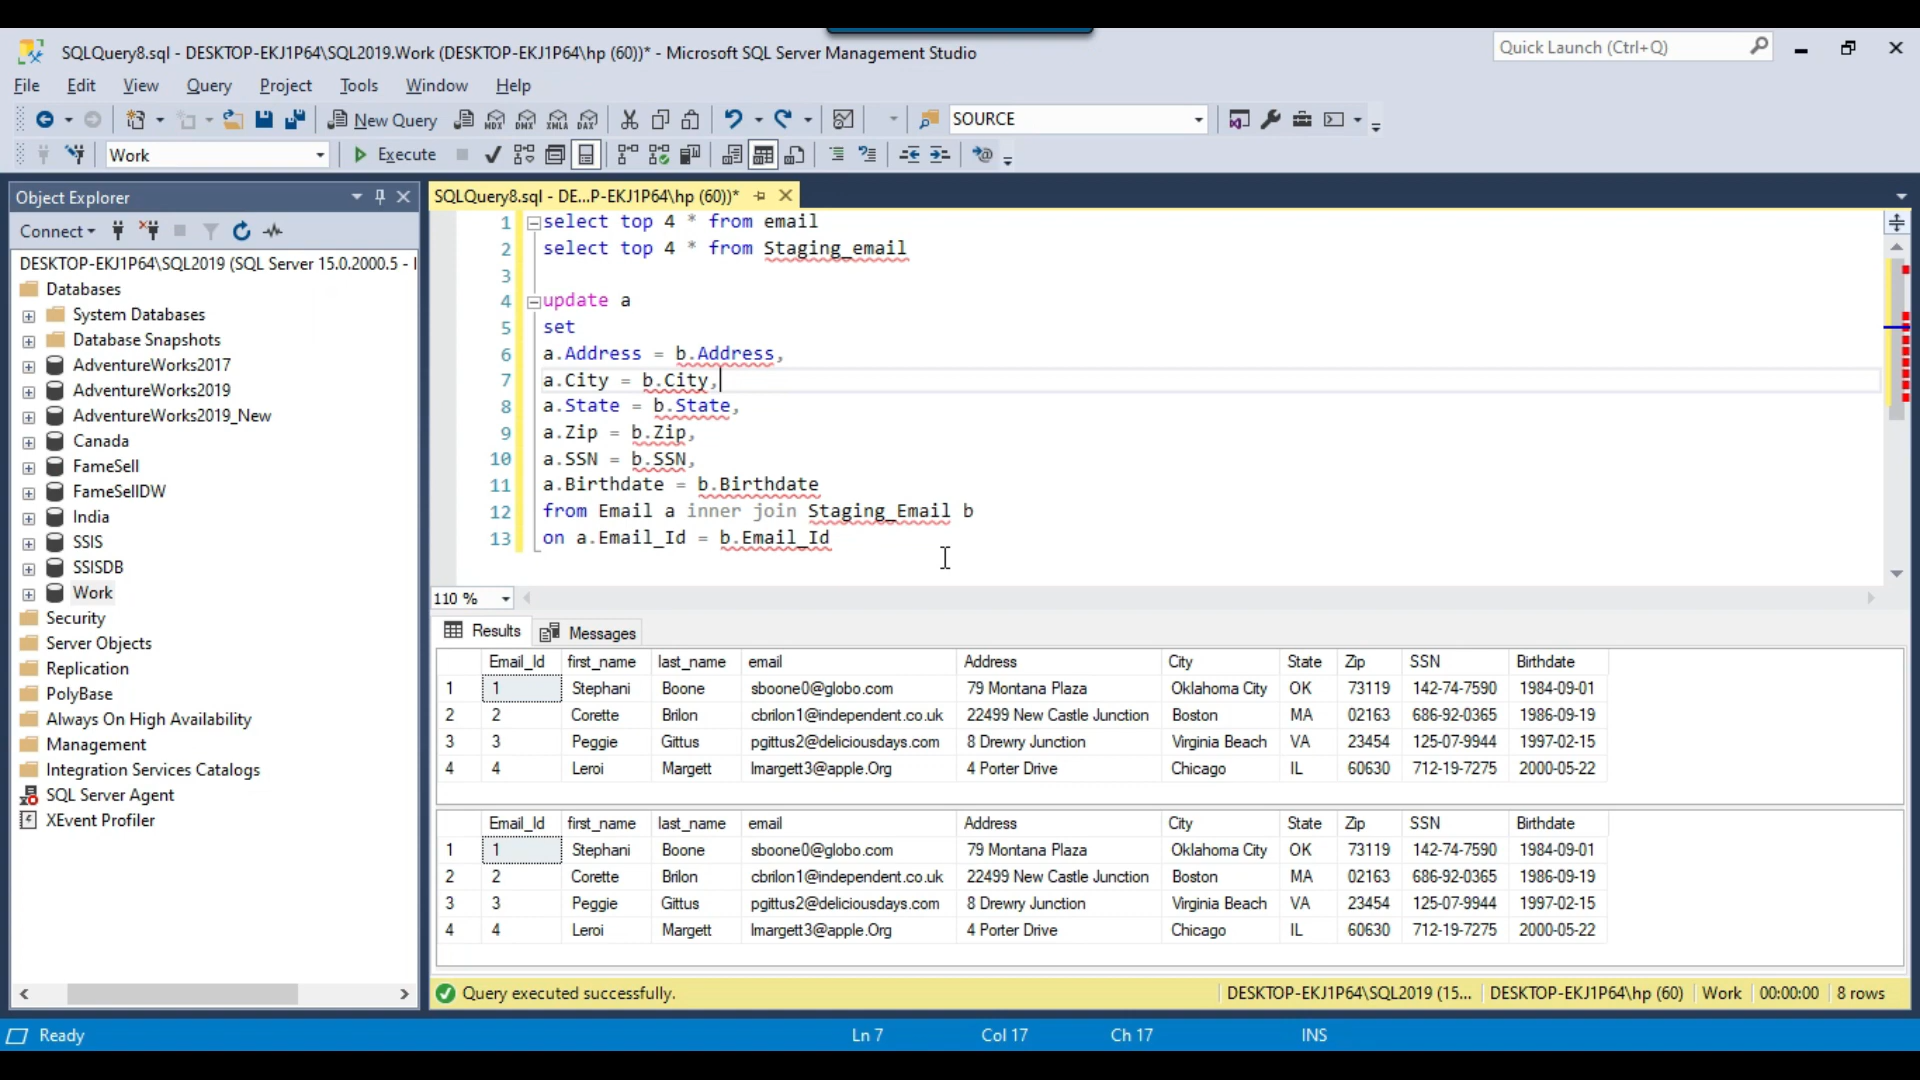 SQLQuery8.sql - DESKTOP-EKJ1P64\SQL2019.Work (DESKTOP-EKJ1P64\hp (60))* - Microsoft SQL Server Management Studio
Quick Launch (Ctrl+Q)
File Edit View Query Project Tools Window Help
New Query MDX DMX XMLA DAX SOURCE
Work Execute
Object Explorer
Connect
DESKTOP-EKJ1P64\SQL2019 (SQL Server 15.0.2000.5 - I
Databases
System Databases
Database Snapshots
AdventureWorks2017
AdventureWorks2019
AdventureWorks2019_New
Canada
FameSell
FameSellDW
India
SSIS
SSISDB
Work
Security
Server Objects
Replication
PolyBase
Always On High Availability
Management
Integration Services Catalogs
SQL Server Agent
XEvent Profiler
SQLQuery8.sql - DE...P-EKJ1P64\hp (60))*
1 select top 4 * from email
2 select top 4 * from Staging_email
3
4 update a
5 set
6 a.Address = b.Address,
7 a.City = b.City,
8 a.State = b.State,
9 a.Zip = b.Zip,
10 a.SSN = b.SSN,
11 a.Birthdate = b.Birthdate
12 from Email a inner join Staging_Email b
13 on a.Email_Id = b.Email_Id
110 %
Results Messages
Email_Id first_name last_name email Address City State Zip SSN Birthdate
1 1 Stephani Boone sboone0@globo.com 79 Montana Plaza Oklahoma City OK 73119 142-74-7590 1984-09-01
2 2 Corette Brilon cbrilon1@independent.co.uk 22499 New Castle Junction Boston MA 02163 686-92-0365 1986-09-19
3 3 Peggie Gittus pgittus2@deliciousdays.com 8 Drewry Junction Virginia Beach VA 23454 125-07-9944 1997-02-15
4 4 Leroi Margett lmargett3@apple.Org 4 Porter Drive Chicago IL 60630 712-19-7275 2000-05-22
Email_Id first_name last_name email Address City State Zip SSN Birthdate
1 1 Stephani Boone sboone0@globo.com 79 Montana Plaza Oklahoma City OK 73119 142-74-7590 1984-09-01
2 2 Corette Brilon cbrilon1@independent.co.uk 22499 New Castle Junction Boston MA 02163 686-92-0365 1986-09-19
3 3 Peggie Gittus pgittus2@deliciousdays.com 8 Drewry Junction Virginia Beach VA 23454 125-07-9944 1997-02-15
4 4 Leroi Margett lmargett3@apple.Org 4 Porter Drive Chicago IL 60630 712-19-7275 2000-05-22
Query executed successfully. DESKTOP-EKJ1P64\SQL2019 (15... DESKTOP-EKJ1P64\hp (60) Work 00:00:00 8 rows
Ready Ln 7 Col 17 Ch 17 INS